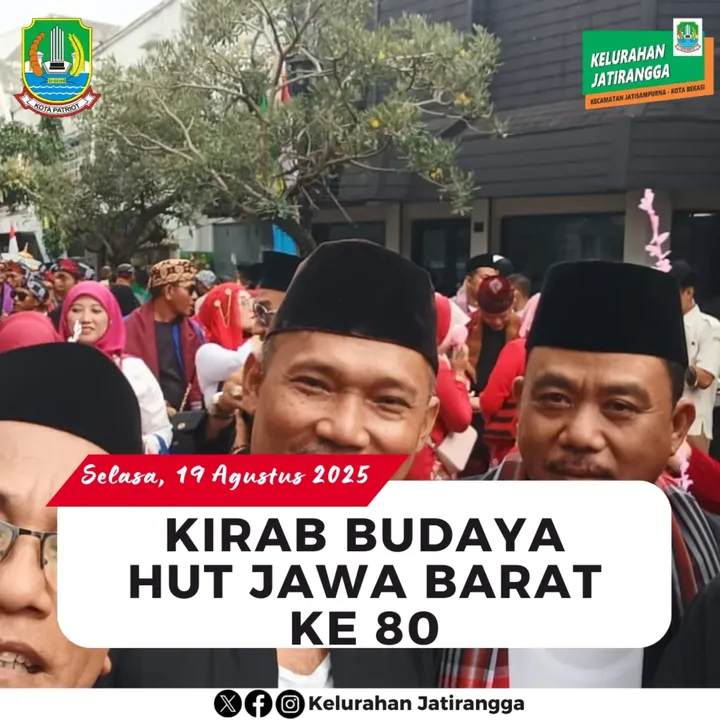 KOTA PATRIOT
KELURAHAN
JATIRANGGA
KECAMATAN JATISAMPURNA - KOTA BEKASI
Selasa, 19 Agustus 2025
KIRAB BUDAYA
HUT JAWA BARAT
KE 80
Kelurahan Jatirangga